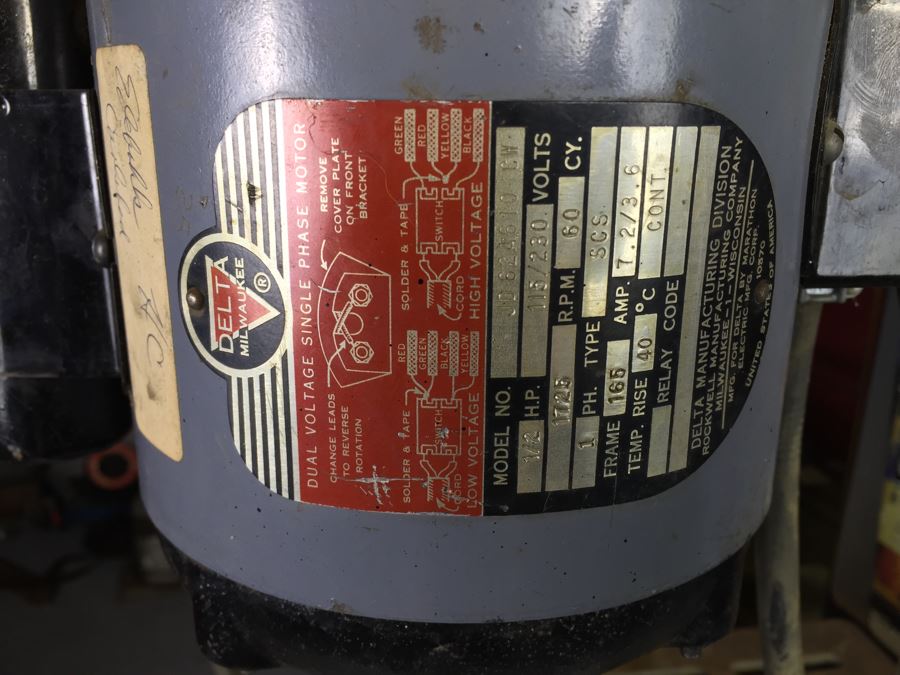 DELTA
MILWAUKEE
®
DUAL VOLTAGE SINGLE PHASE MOTOR
CHANGE LEADS
TO REVERSE
ROTATION
REMOVE
COVER PLATE
ON FRONT
BRACKET
SOLDER & TAPE
RED
GREEN
BLACK
YELLOW
SWITCH
CORD
LOW VOLTAGE
SOLDER & TAPE
GREEN
RED
YELLOW
BLACK
SWITCH
CORD
HIGH VOLTAGE
MODEL NO.
1/2 H.P. 115/230 VOLTS
1725 R.P.M. 60 CY.
1 PH. TYPE SCS
FRAME 165 AMP. 7.2/3.6
TEMP. RISE 40 °C CONT.
RELAY CODE
DELTA MANUFACTURING DIVISION
ROCKWELL MANUFACTURING COMPANY
MILWAUKEE-1-WISCONSIN
MFG. FOR DELTA BY MARATHON
ELECTRIC MFG. CORP.
UNITED STATES OF AMERICA